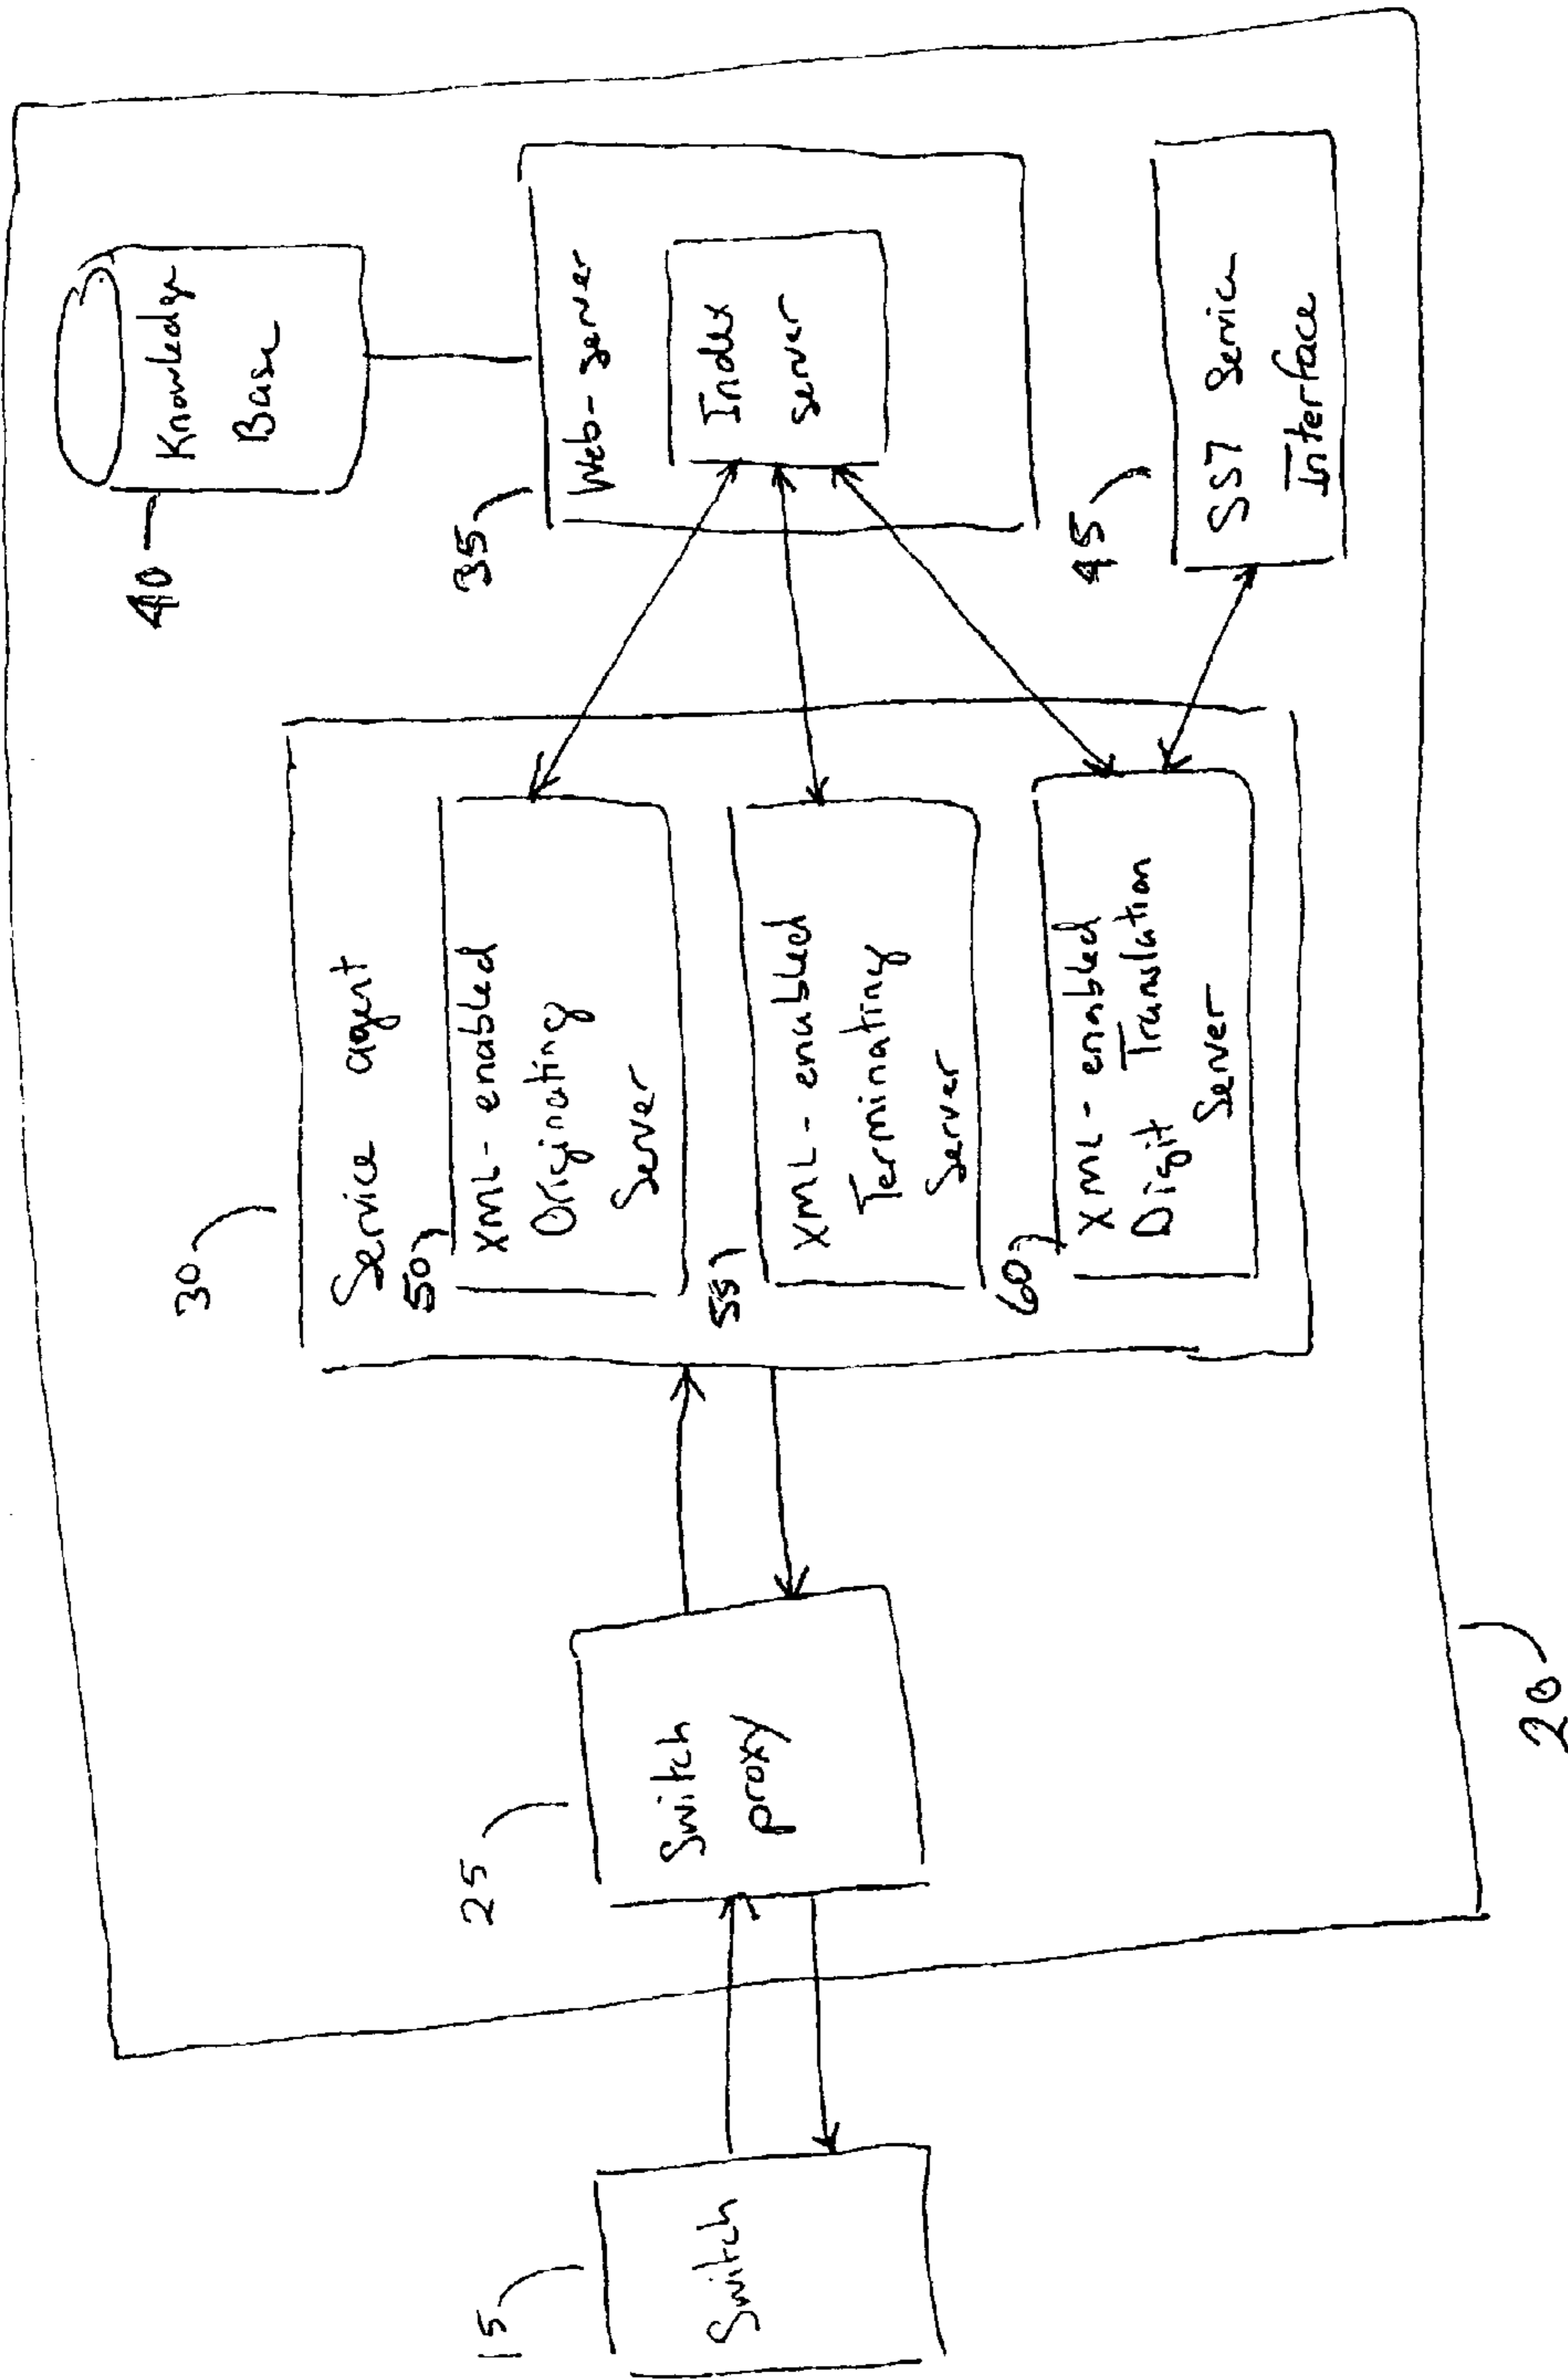 40
Knowledge
Base
30
35
Service agent
Web-server
50
XML-enabled
Originating
Server
Index
server
25
15
Switch
proxy
Switch
55
XML-enabled
Terminating
Server
45
60
XML-enabled
Digit Translation
Server
SS7 Service
Interface
20